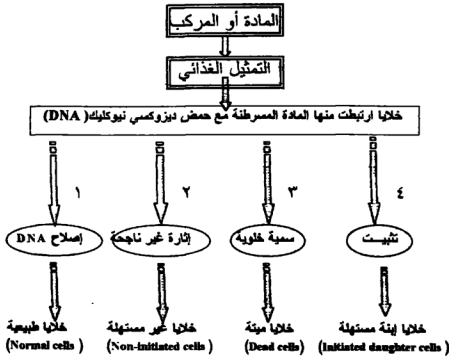 المادة أو المركب
التمثيل الغذائي
خلايا ارتبطت منها المادة المسرطنة مع حمض ديزوكسي نيوكليك (DNA)
١ ٢ ٣ ٤
إصلاح DNA إثارة غير ناجحة سمية خلوية تثبيت
خلايا طبيعية خلايا غير مستهلة خلايا ميتة خلايا إبنة مستهلة
(Normal cells) (Non-initiated cells) (Dead cells) (Initiated daughter cells)